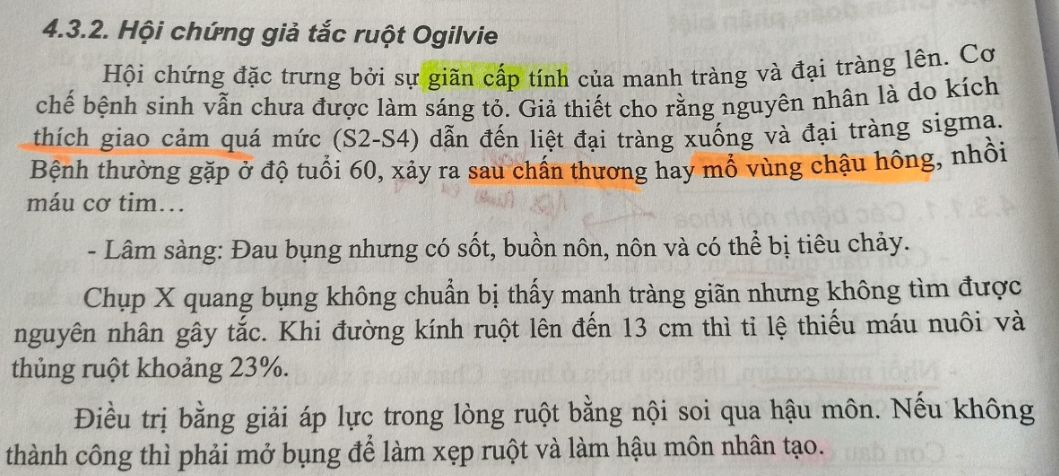 4.3.2. Hội chứng giả tắc ruột Ogilvie
Hội chứng đặc trưng bởi sự giãn cấp tính của manh tràng và đại tràng lên. Cơ
chế bệnh sinh vẫn chưa được làm sáng tỏ. Giả thiết cho rằng nguyên nhân là do kích
thích giao cảm quá mức (S2-S4) dẫn đến liệt đại tràng xuống và đại tràng sigma.
Bệnh thường gặp ở độ tuổi 60, xảy ra sau chấn thương hay mổ vùng chậu hông, nhồi
máu cơ tim...
- Lâm sàng: Đau bụng nhưng có sốt, buồn nôn, nôn và có thể bị tiêu chảy.
Chụp X quang bụng không chuẩn bị thấy manh tràng giãn nhưng không tìm được
nguyên nhân gây tắc. Khi đường kính ruột lên đến 13 cm thì tỉ lệ thiếu máu nuôi và
thủng ruột khoảng 23%.
Điều trị bằng giải áp lực trong lòng ruột bằng nội soi qua hậu môn. Nếu không
thành công thì phải mở bụng để làm xẹp ruột và làm hậu môn nhân tạo.